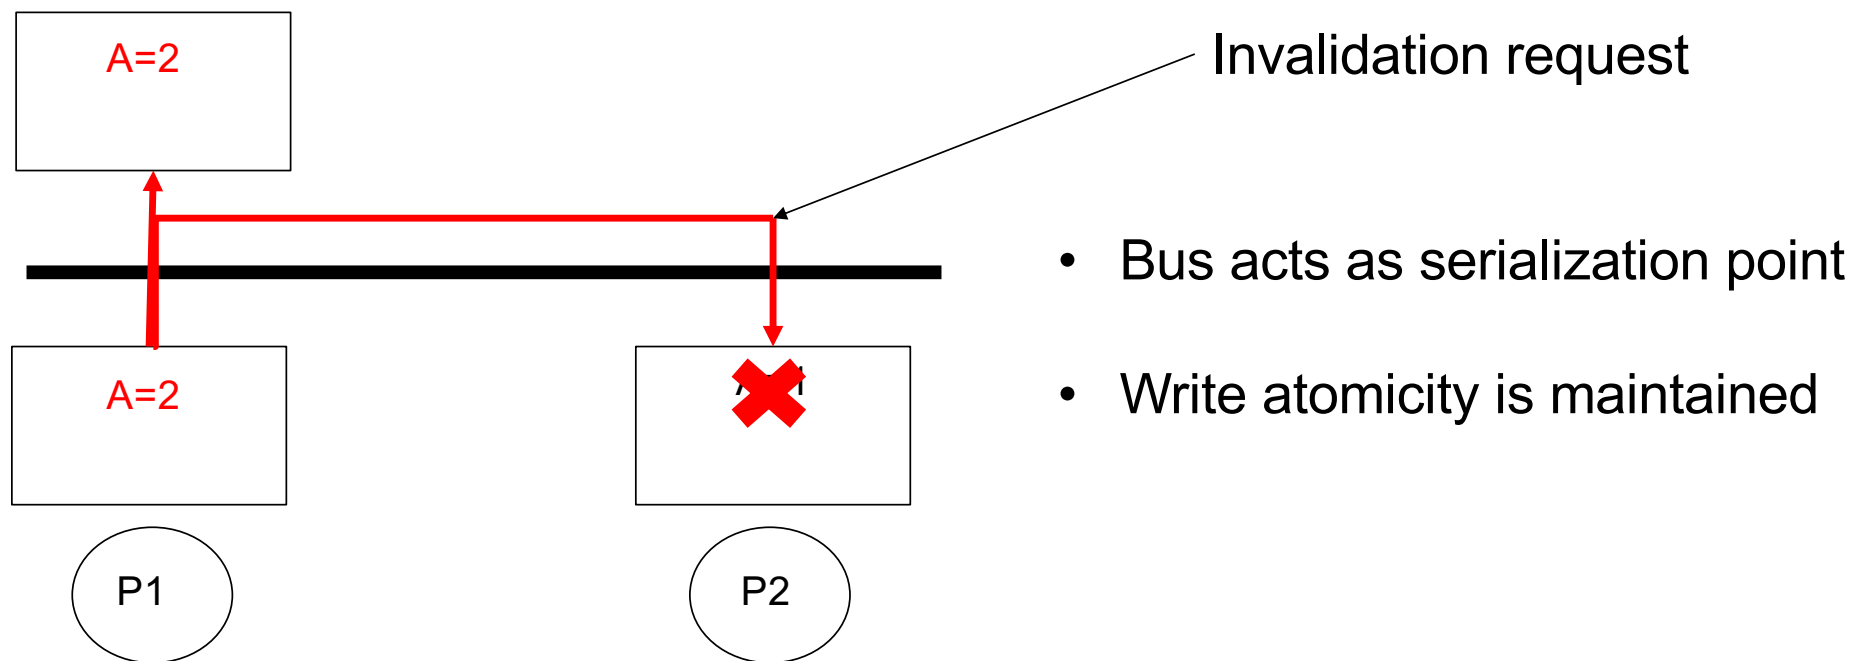 A=2
Invalidation request
• Bus acts as serialization point
A=2
• Write atomicity is maintained
P1
P2